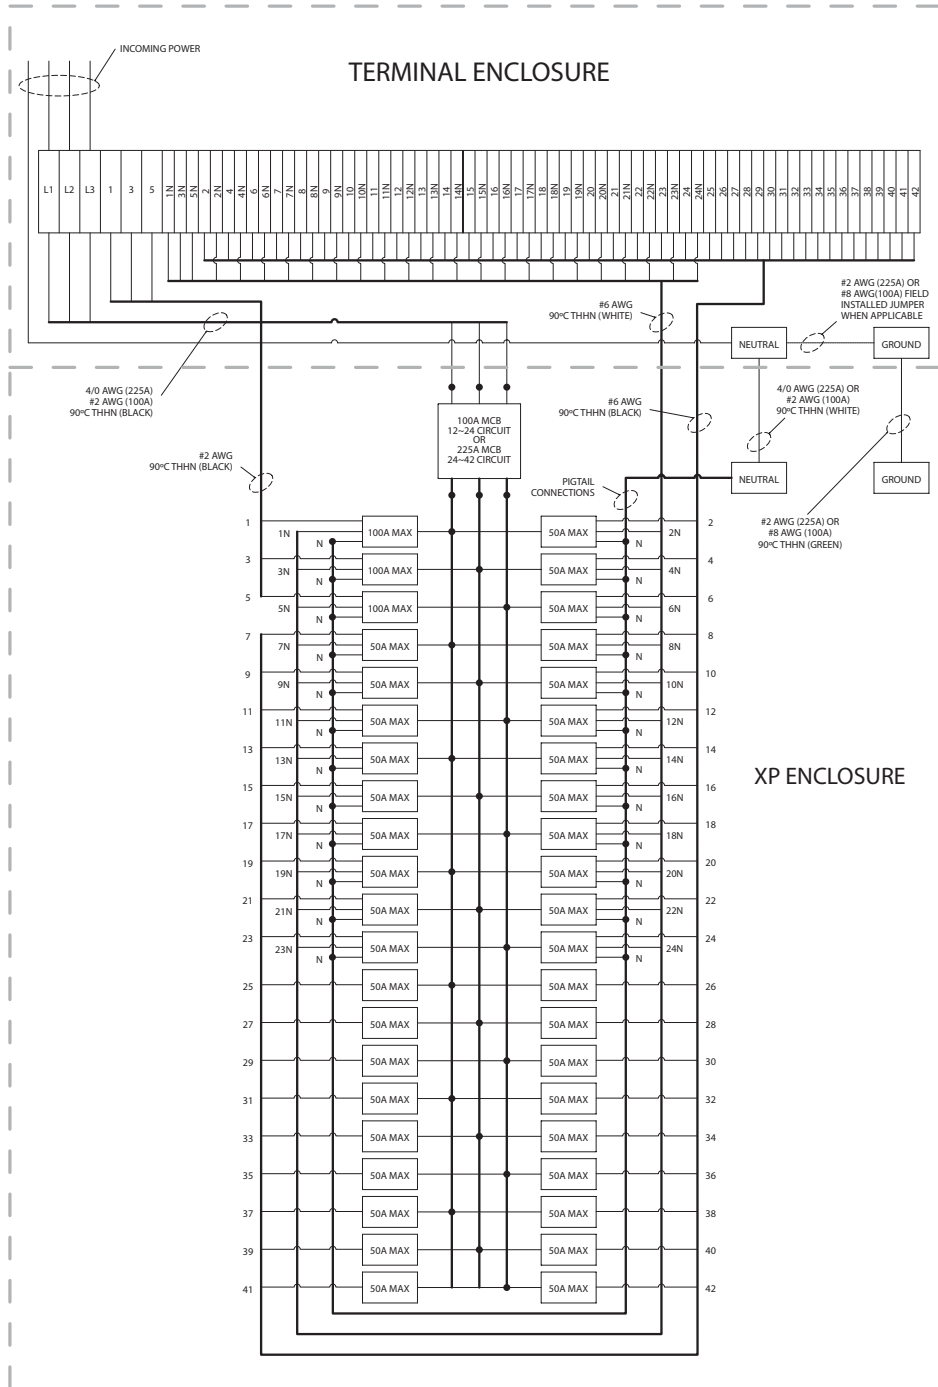 INCOMING POWER
TERMINAL ENCLOSURE
L1 L2 L3 1 3 5 1N 3N 5N 2 2N 4 4N 6 6N 7 7N 8 8N 9 9N 10 10N 11 11N 12 12N 13 13N 14 14N 15 15N 16 16N 17 17N 18 18N 19 19N 20 20N 21 21N 22 22N 23 23N 24 24N 25 26 27 28 29 30 31 32 33 34 35 36 37 38 39 40 41 42
#2 AWG (225A) OR
#8 AWG(100A) FIELD
INSTALLED JUMPER
WHEN APPLICABLE
#6 AWG
90ºC THHN (WHITE)
NEUTRAL
GROUND
4/0 AWG (225A)
#2 AWG (100A)
90ºC THHN (BLACK)
100A MCB
12~24 CIRCUIT
OR
225A MCB
24~42 CIRCUIT
#6 AWG
90ºC THHN (BLACK)
4/0 AWG (225A) OR
#2 AWG (100A)
90ºC THHN (WHITE)
#2 AWG
90ºC THHN (BLACK)
PIGTAIL
CONNECTIONS
NEUTRAL
GROUND
#2 AWG (225A) OR
#8 AWG (100A)
90ºC THHN (GREEN)
1 2
1N 100A MAX 50A MAX 2N
N N
3 4
3N 100A MAX 50A MAX 4N
N N
5 6
5N 100A MAX 50A MAX 6N
N N
7 8
7N 50A MAX 50A MAX 8N
N N
9 10
9N 50A MAX 50A MAX 10N
N N
11 12
11N 50A MAX 50A MAX 12N
N N
13 14
13N 50A MAX 50A MAX 14N
N N
XP ENCLOSURE
15 16
15N 50A MAX 50A MAX 16N
N N
17 18
17N 50A MAX 50A MAX 18N
N N
19 20
19N 50A MAX 50A MAX 20N
N N
21 22
21N 50A MAX 50A MAX 22N
N N
23 24
23N 50A MAX 50A MAX 24N
N N
25 50A MAX 50A MAX 26
27 50A MAX 50A MAX 28
29 50A MAX 50A MAX 30
31 50A MAX 50A MAX 32
33 50A MAX 50A MAX 34
35 50A MAX 50A MAX 36
37 50A MAX 50A MAX 38
39 50A MAX 50A MAX 40
41 50A MAX 50A MAX 42